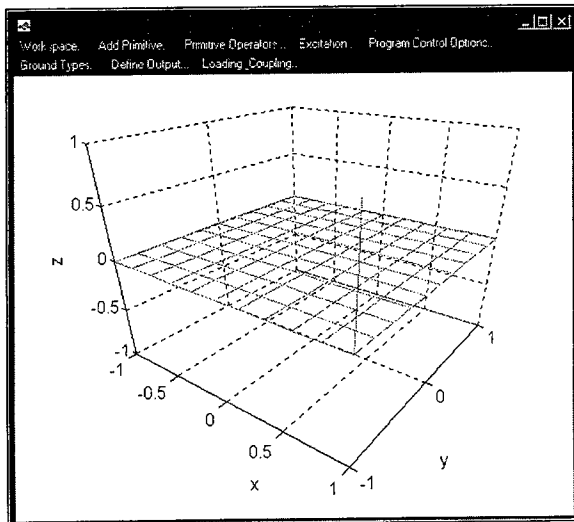 Work space. Add Primitive. Primitive Operators.. Excitation. Program Control Options..
Ground Types. Define Output... Loading_Coupling..
1
0.5
0
-0.5
-1
z
-1
-0.5
0
0.5
1
x
-1
0
1
y